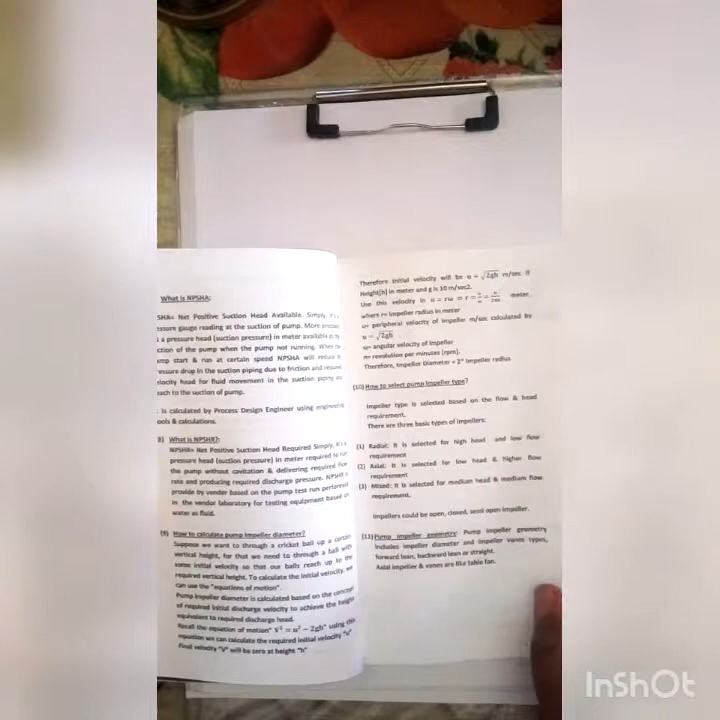 What is NPSHA:
SHA= Net Positive Suction Head Available. Simply, it's a
essure gauge reading at the suction of pump. More
s a pressure head (suction pressure) in meter available at
ction of the pump when the pump not running. When the
ump start & run at certain speed NPSHA will reduce
ressure drop in the suction piping due to friction and
elocity head for fluid movement in the suction piping
each to the suction of pump.
is calculated by Process Design Engineer using engineering
ools & calculations.
8) What is NPSHR?:
NPSHR= Net Positive Suction Head Required Simply, it's a
pressure head (suction pressure) in meter required to run
the pump without cavitation & delivering required flow
rate and producing required discharge pressure. NPSHR is
provide by vendor based on the pump test run performed
in the vendor laboratory for testing equipment based on
water as fluid.
(9) How to calculate pump impeller diameter?
Suppose we want to through a cricket ball up a certain
vertical height, for that we need to through a ball with
some initial velocity so that our balls reach up to the
required vertical height. To calculate the initial velocity, we
can use the "equations of motion".
Pump impeller diameter is calculated based on the concept
of required initial discharge velocity to achieve the height
equivalent to required discharge head.
Recall the equation of motion" V² = u² − 2gh" using this
equation we can calculate the required initial velocity "u"
Final velocity "V" will be zero at height "h"
Therefore initial velocity will be u = √2gh m/sec if
Height(h) in meter and g is 10 m/sec2.
Use this velocity in u = rω ⇒ r = u/ω = meter.
where r= impeller radius in meter
u= peripheral velocity of impeller m/sec calculated by
u = √2gh
ω= angular velocity of impeller
n= revolution per minutes (rpm).
Therefore, Impeller Diameter = 2* impeller radius
(10) How to select pump impeller type?
Impeller type is selected based on the flow & head
requirement.
There are three basic types of impellers:
(1) Radial: It is selected for high head and low flow
requirement
(2) Axial: It is selected for low head & higher flow
requirement
(3) Mixed: It is selected for medium head & medium flow
requirement.
Impellers could be open, closed, semi open impeller.
(11) Pump impeller geometry: Pump impeller geometry
includes impeller diameter and impeller vanes types,
forward lean, backward lean or straight.
Axial impeller & vanes are like table fan.
InShOt